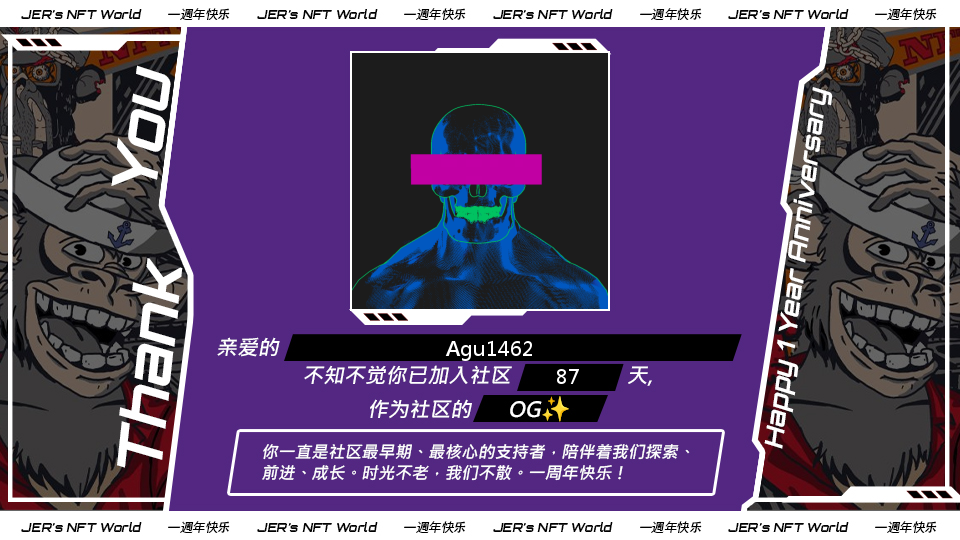 JER's NFT World 一週年快乐 JER's NFT World 一週年快乐 JER's NFT World 一週年快乐 JER's NFT World 一週年快乐
Thank You
Happy 1 Year Anniversary
亲爱的 Agu1462
不知不觉你已加入社区 87 天,
作为社区的 OG✨
你一直是社区最早期、最核心的支持者，陪伴着我们探索、
前进、成长。时光不老，我们不散。一周年快乐！
JER's NFT World 一週年快乐 JER's NFT World 一週年快乐 JER's NFT World 一週年快乐 JER's NFT World 一週年快乐